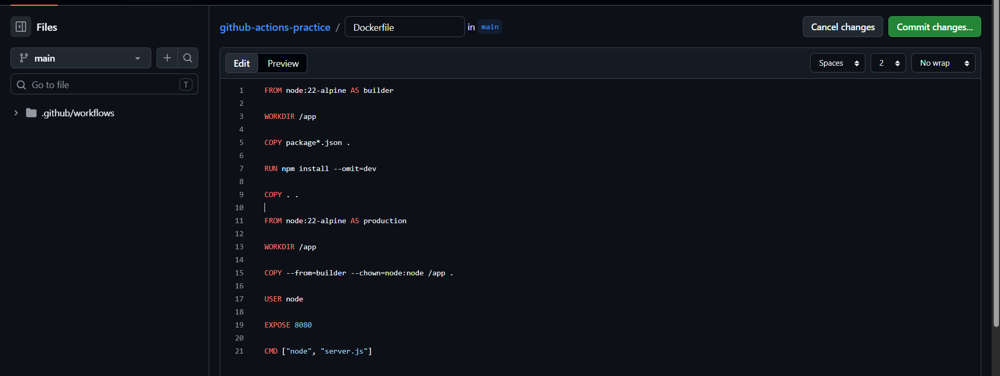 Files
github-actions-practice / Dockerfile in main
Cancel changes
Commit changes...
main
Go to file T
.github/workflows
Edit Preview
Spaces 2 No wrap
1 FROM node:22-alpine AS builder
2
3 WORKDIR /app
4
5 COPY package*.json .
6
7 RUN npm install --omit=dev
8
9 COPY . .
10
11 FROM node:22-alpine AS production
12
13 WORKDIR /app
14
15 COPY --from=builder --chown=node:node /app .
16
17 USER node
18
19 EXPOSE 8080
20
21 CMD ["node", "server.js"]